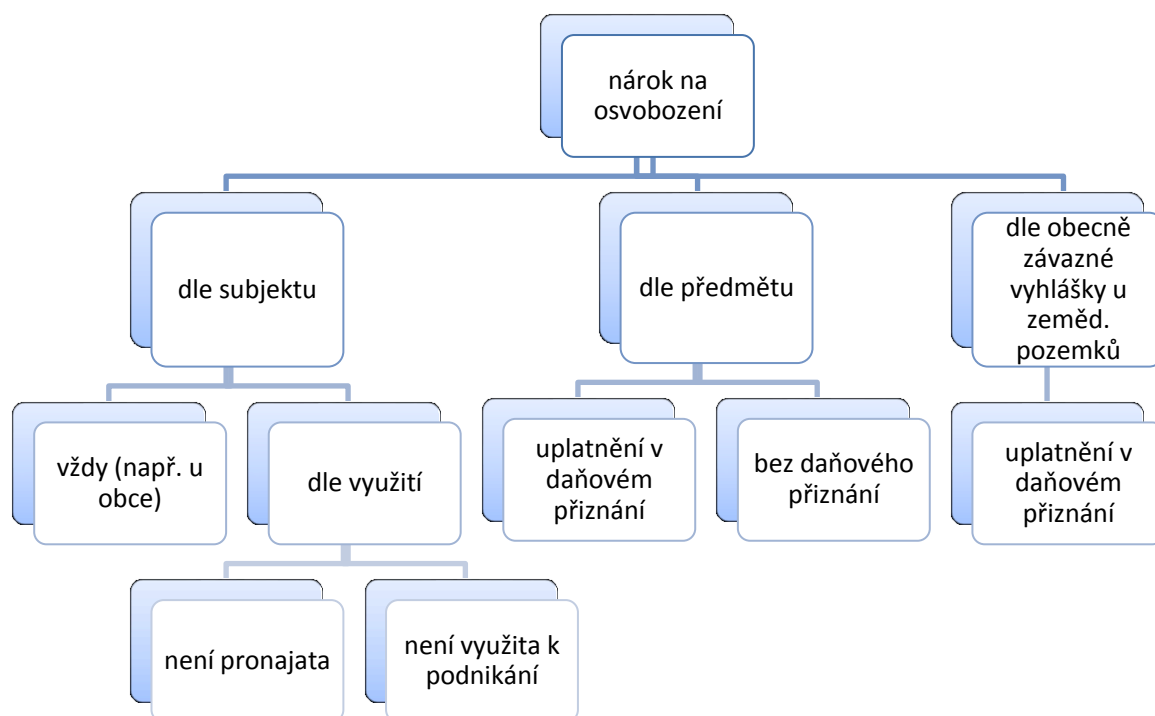 nárok na
osvobození
dle subjektu
dle předmětu
dle obecně
závazné
vyhlášky u
zeměd.
pozemků
vždy (např. u
obce)
dle využití
uplatnění v
daňovém
přiznání
bez daňového
přiznání
uplatnění v
daňovém
přiznání
není pronajata
není využita k
podnikání